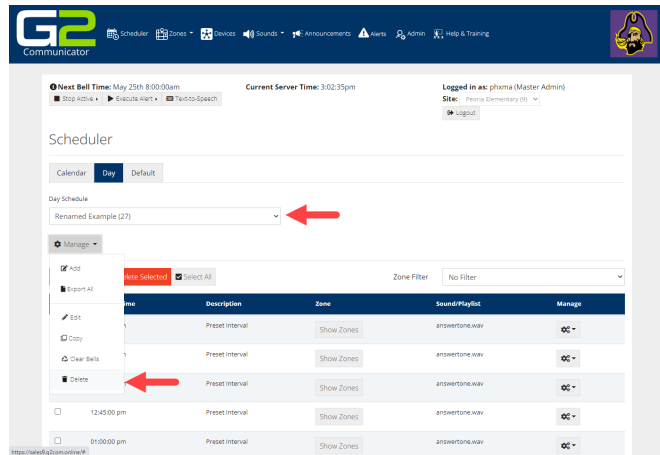 G2
Communicator
Scheduler Zones Devices Sounds Announcements Alerts Admin Help & Training
Next Bell Time: May 25th 8:00:00am Current Server Time: 3:02:35pm Logged in as: phxma (Master Admin)
Stop Active Execute Alert Text-to-Speech Site: Peoria Elementary (9)
Logout
Scheduler
Calendar Day Default
Day Schedule
Renamed Example (27)
Manage
Add
elete Selected Select All Zone Filter No Filter
Export All
ime Description Zone Sound/Playlist Manage
Edit
Preset Interval Show Zones answertone.wav
Copy
Clear Bells
Preset Interval Show Zones answertone.wav
Delete
Preset Interval Show Zones answertone.wav
12:45:00 pm Preset Interval Show Zones answertone.wav
01:00:00 pm Preset Interval Show Zones answertone.wav
https://sales9.q2com.online/#